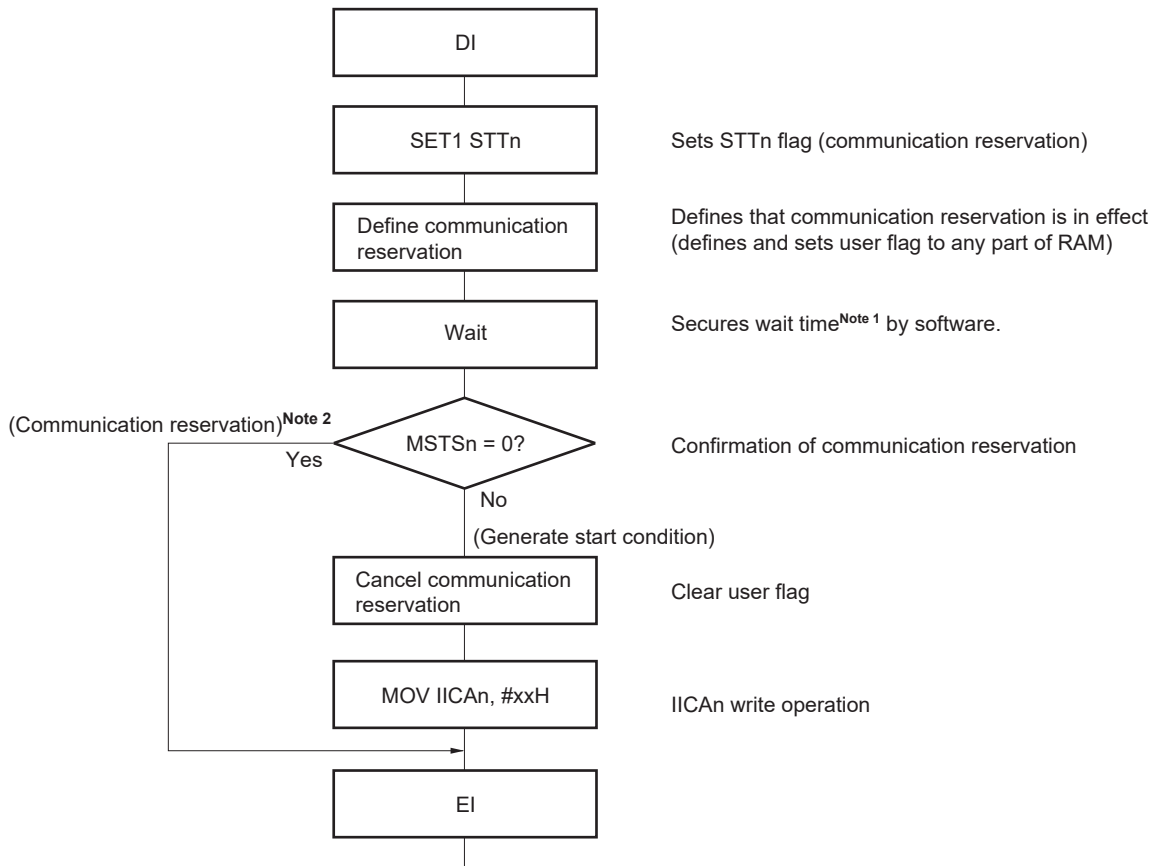 DI
SET1 STTn
Sets STTn flag (communication reservation)
Define communication
reservation
Defines that communication reservation is in effect
(defines and sets user flag to any part of RAM)
Wait
Secures wait timeNote 1 by software.
(Communication reservation)Note 2
Yes
MSTSn = 0?
Confirmation of communication reservation
No
(Generate start condition)
Cancel communication
reservation
Clear user flag
MOV IICAn, #xxH
IICAn write operation
EI